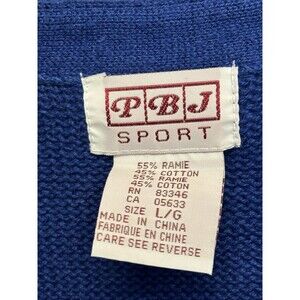 PBJ
SPORT
55% RAMIE
45% COTTON
55% RAMIE
45% COTON
RN 83346
CA 05633
SIZE L/G
MADE IN CHINA
FABRIQUE EN CHINE
CARE SEE REVERSE